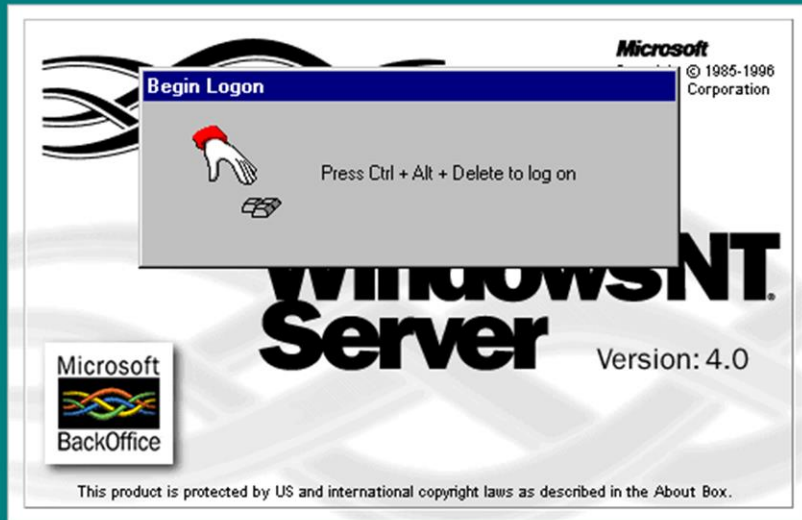 Microsoft
© 1985-1996
Corporation
Begin Logon
Press Ctrl + Alt + Delete to log on
WindowsNT
Server
Version: 4.0
Microsoft
BackOffice
This product is protected by US and international copyright laws as described in the About Box.